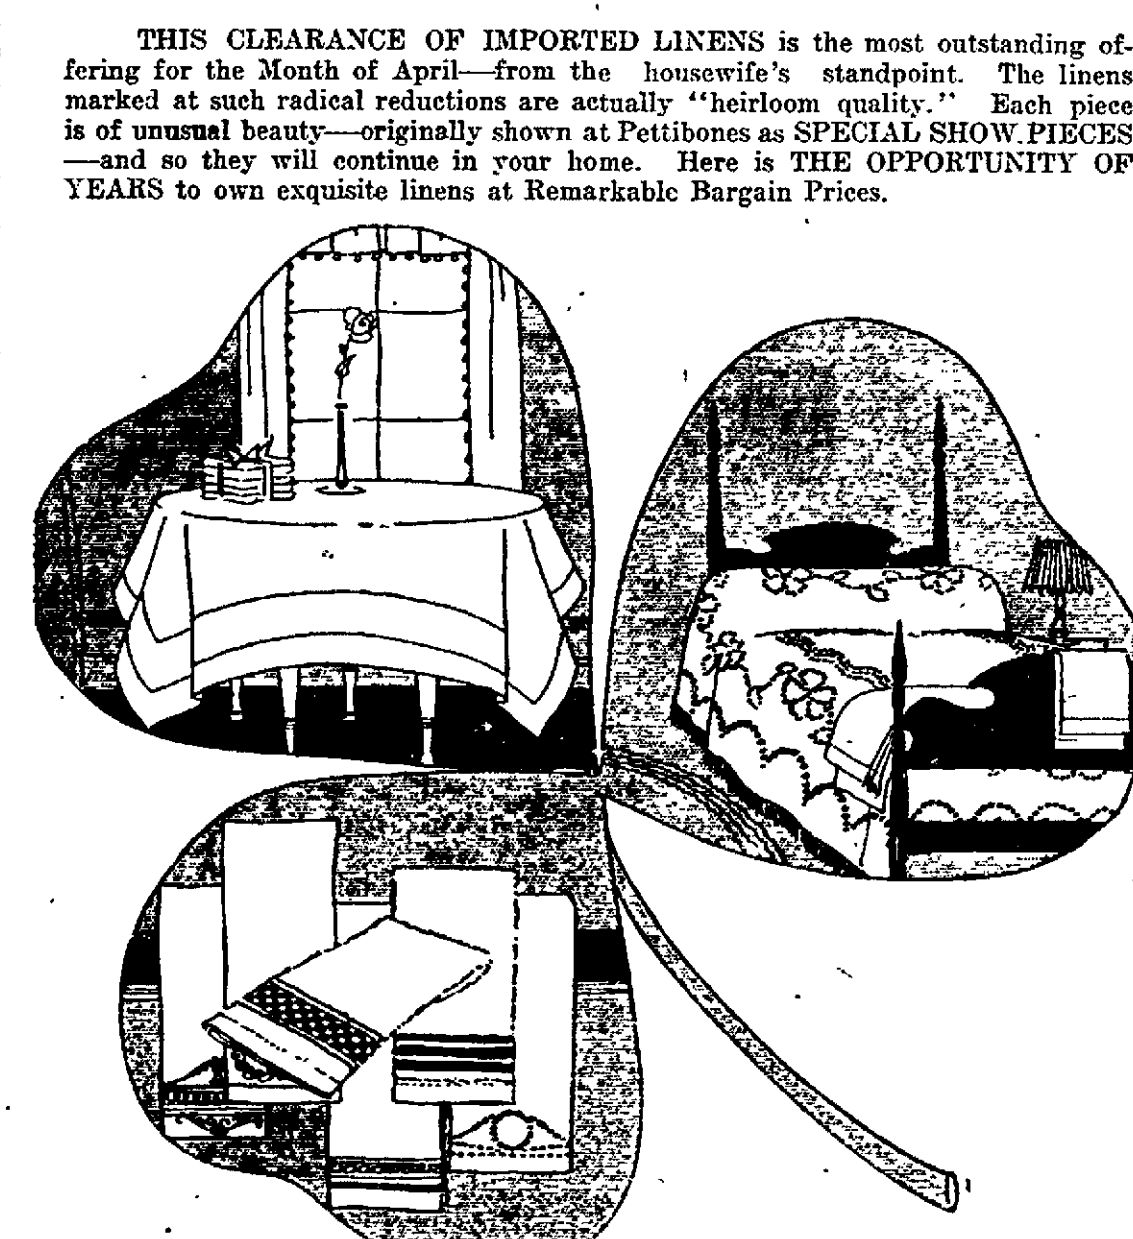 THIS CLEARANCE OF IMPORTED LINENS is the most outstanding of-
fering for the Month of April—from the housewife's standpoint. The linens
marked at such radical reductions are actually "heirloom quality." Each piece
is of unusual beauty—originally shown at Pettibones as SPECIAL SHOW PIECES
—and so they will continue in your home. Here is THE OPPORTUNITY OF
YEARS to own exquisite linens at Remarkable Bargain Prices.